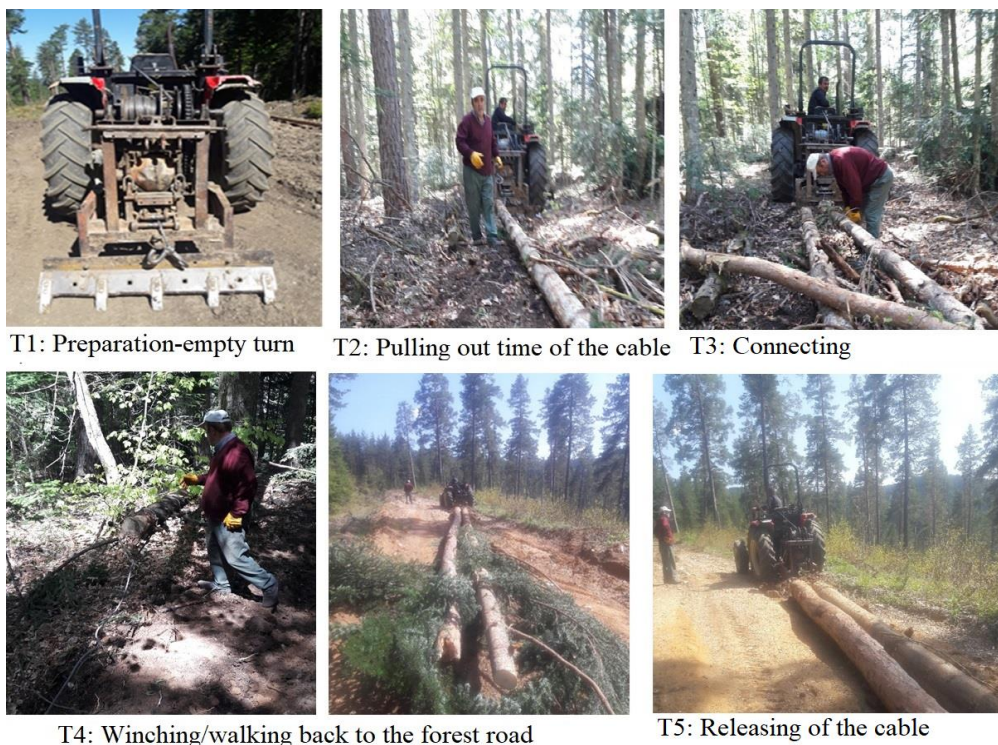 T1: Preparation-empty turn
T2: Pulling out time of the cable
T3: Connecting
T4: Winching/walking back to the forest road
T5: Releasing of the cable